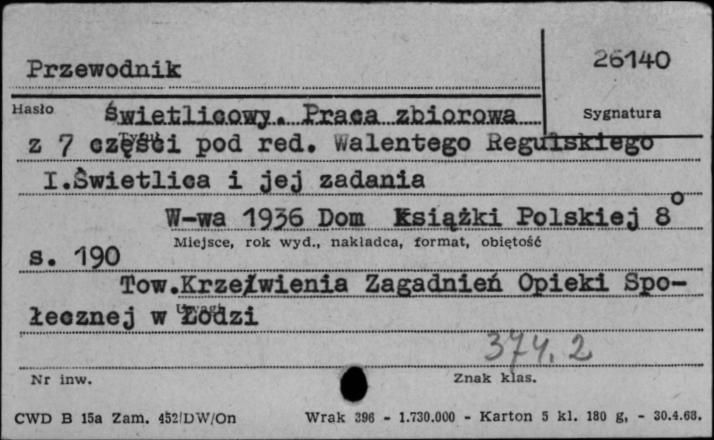 26140
Przewodnik
Hasło
Świetlicowy. Praca zbiorowa
Sygnatura
Tytuł
z 7 części pod red. Walentego Regulskiego
I.Świetlica i jej zadania
W-wa 1936 Dom Książki Polskiej 8°
Miejsce, rok wyd., nakładca, format, objętość
s. 190
Tow.Krzewienia Zagadnień Opieki Spo-
Uwagi
łecznej w Łodzi
374.2
Nr inw.
Znak klas.
CWD B 15a Zam. 452/DW/On
Wrak 396 - 1.730.000 - Karton 5 kl. 180 g, - 30.4.68.